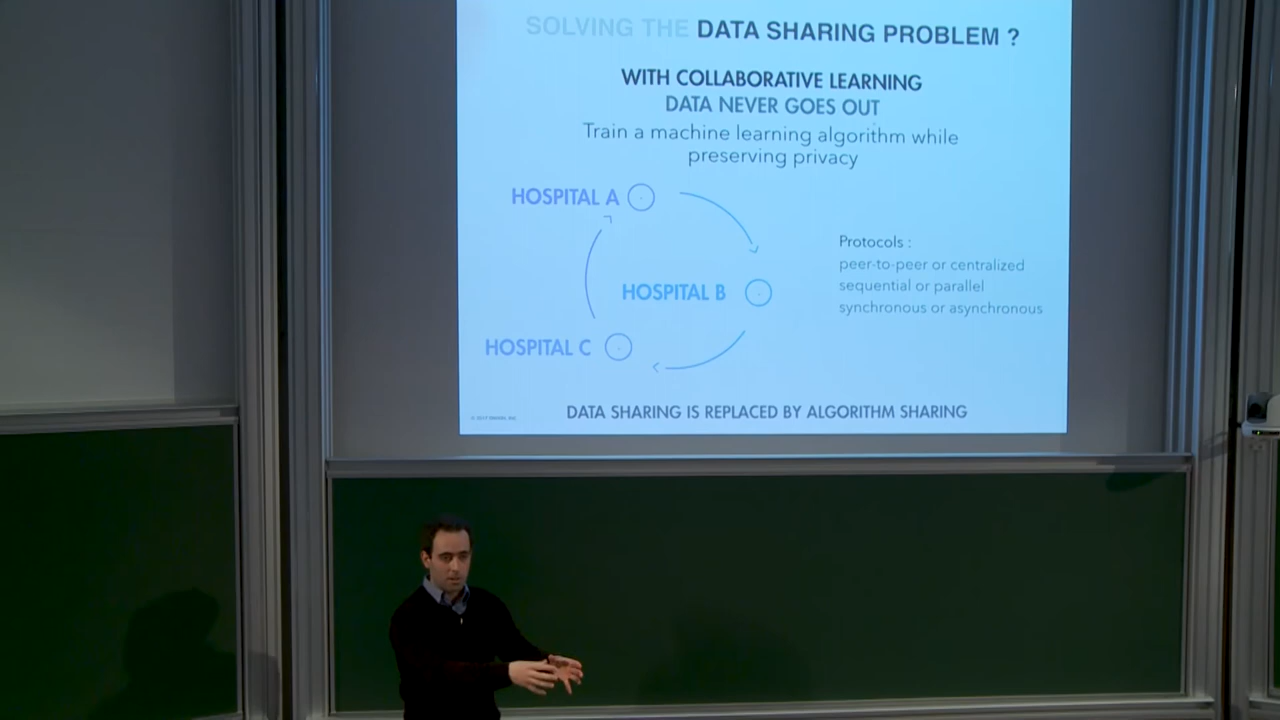 SOLVING THE DATA SHARING PROBLEM ?
WITH COLLABORATIVE LEARNING
DATA NEVER GOES OUT
Train a machine learning algorithm while
preserving privacy
HOSPITAL A
HOSPITAL B
HOSPITAL C
Protocols :
peer-to-peer or centralized
sequential or parallel
synchronous or asynchronous
DATA SHARING IS REPLACED BY ALGORITHM SHARING